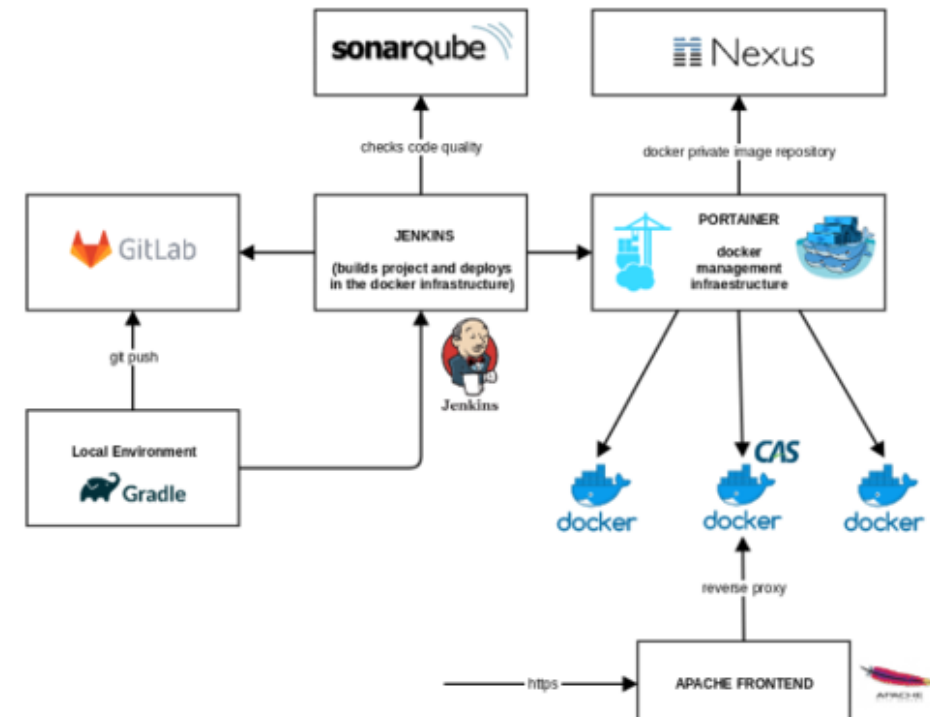 sonarqube
Nexus
checks code quality
docker private image repository
GitLab
JENKINS
(builds project and deploys
in the docker infrastructure)
PORTAINER
docker
management
infraestructure
git push
Jenkins
Local Environment
Gradle
CAS
docker
docker
docker
reverse proxy
https
APACHE FRONTEND
APACHE